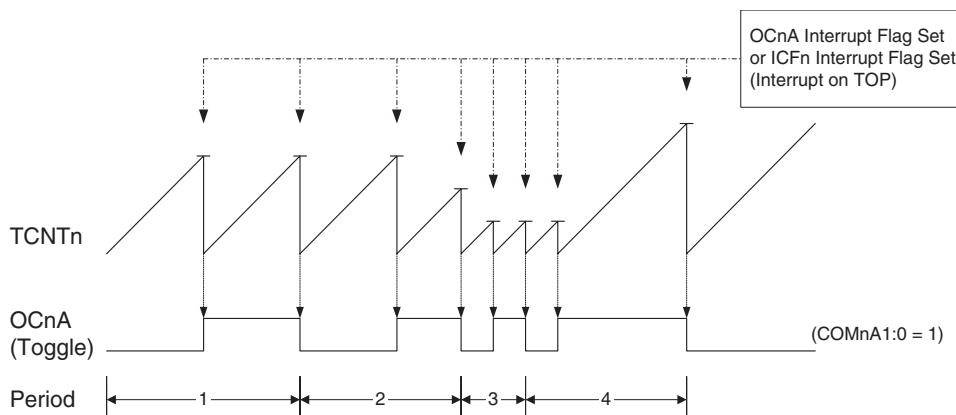 OCnA Interrupt Flag Set
or ICFn Interrupt Flag Set
(Interrupt on TOP)
TCNTn
OCnA
(Toggle)
(COMnA1:0 = 1)
Period
1
2
3
4